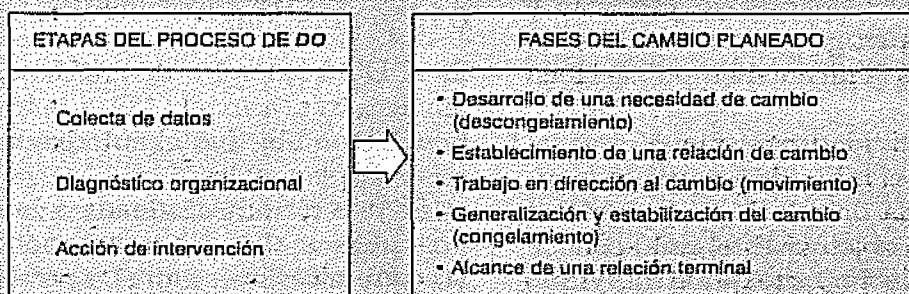 ETAPAS DEL PROCESO DE DO
Colecta de datos
Diagnóstico organizacional
Acción de intervención
FASES DEL CAMBIO PLANEADO
• Desarrollo de una necesidad de cambio
(descongelamiento)
• Establecimiento de una relación de cambio
• Trabajo en dirección al cambio (movimiento)
• Generalización y estabilización del cambio
(congelamiento)
• Alcance de una relación terminal